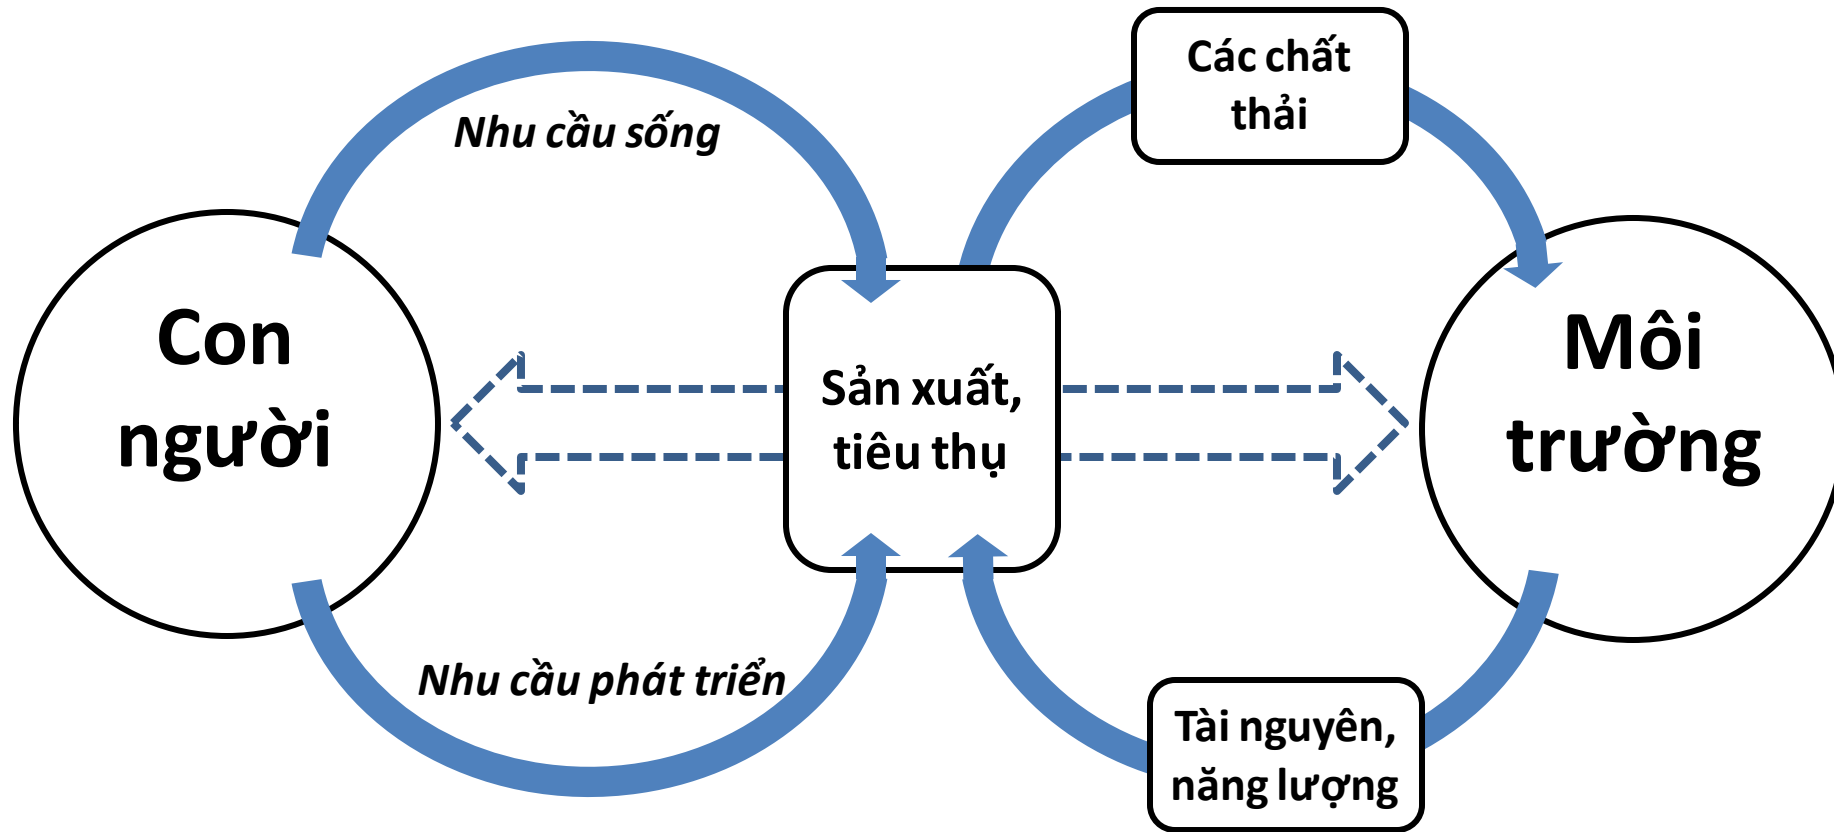 Các chất
thải
Nhu cầu sống
Con
người
Sản xuất,
tiêu thụ
Môi
trường
Nhu cầu phát triển
Tài nguyên,
năng lượng